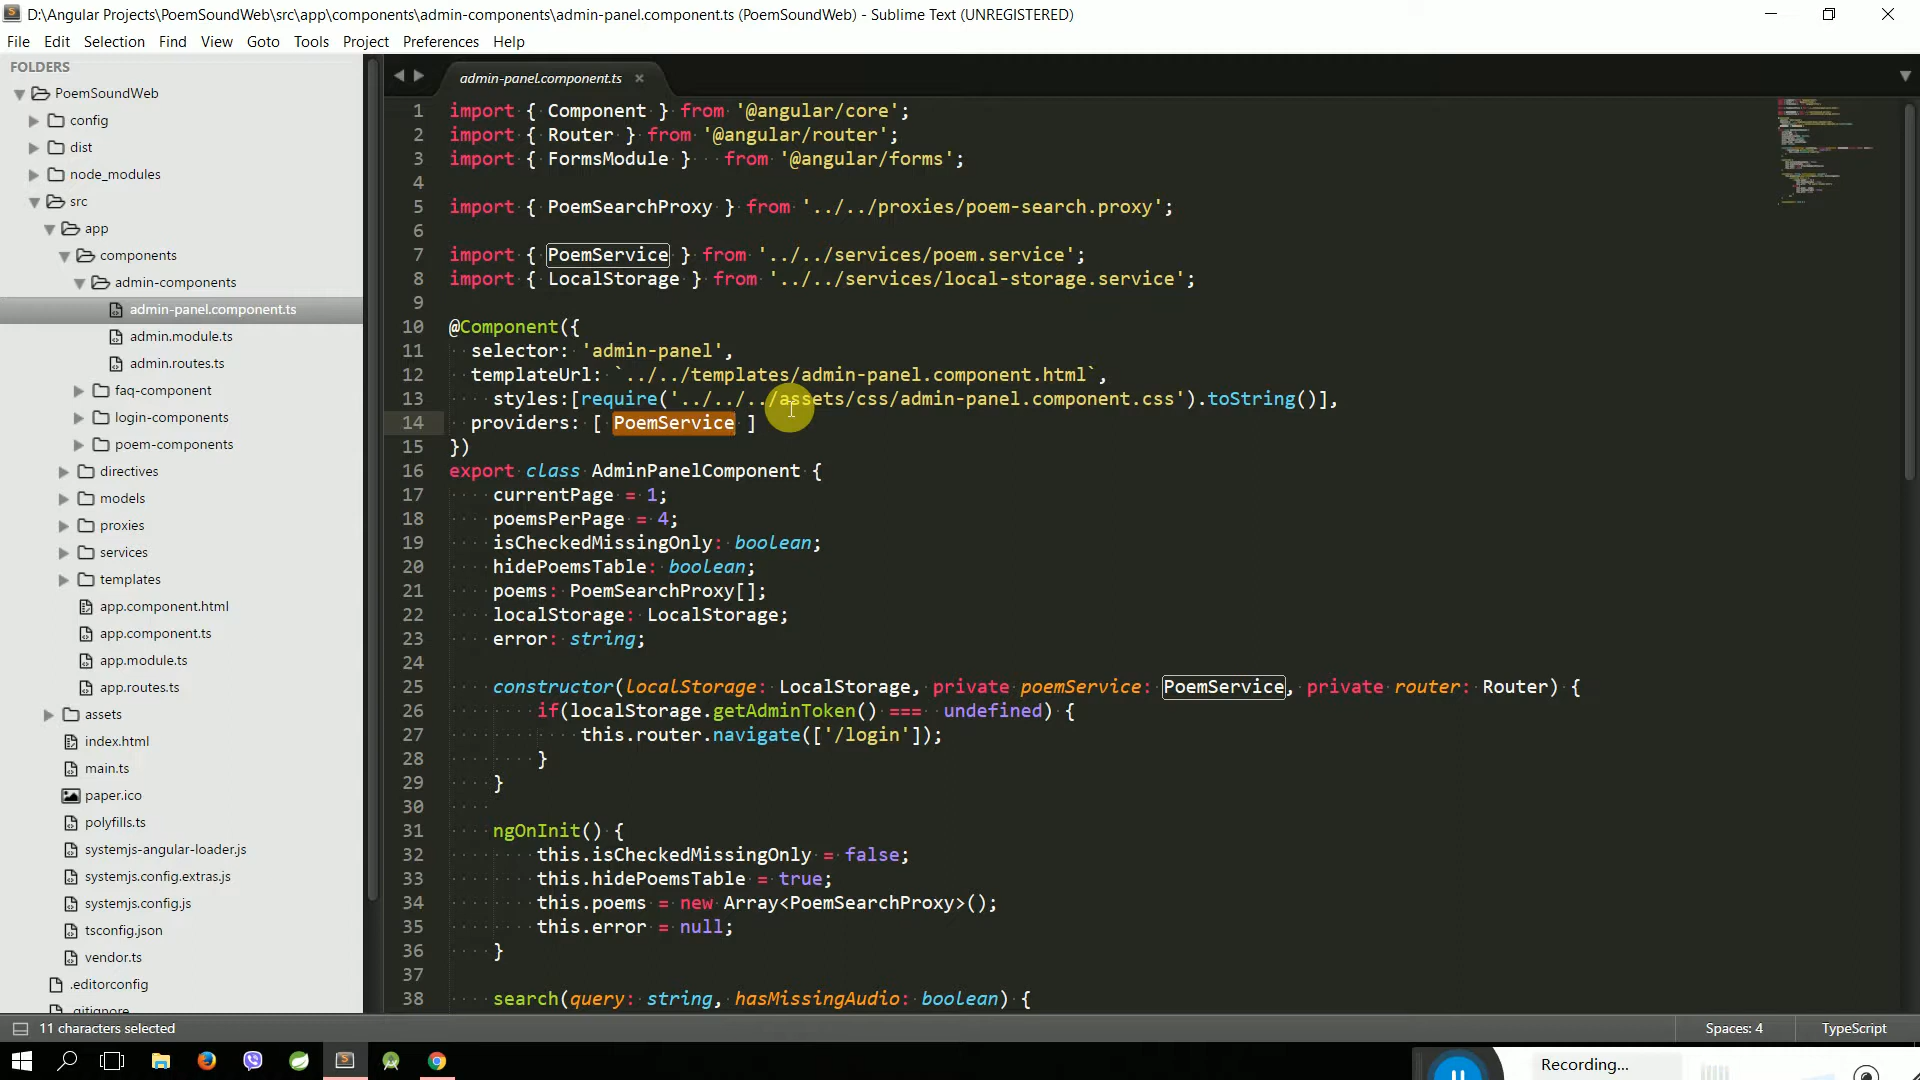 D:\Angular Projects\PoemSoundWeb\src\app\components\admin-components\admin-panel.component.ts (PoemSoundWeb) - Sublime Text (UNREGISTERED)
File Edit Selection Find View Goto Tools Project Preferences Help
FOLDERS
PoemSoundWeb
config
dist
node_modules
src
app
components
admin-components
admin-panel.component.ts
admin.module.ts
admin.routes.ts
faq-component
login-components
poem-components
directives
models
proxies
services
templates
app.component.html
app.component.ts
app.module.ts
app.routes.ts
assets
index.html
main.ts
paper.ico
polyfills.ts
systemjs-angular-loader.js
systemjs.config.extras.js
systemjs.config.js
tsconfig.json
vendor.ts
.editorconfig
.gitignore
admin-panel.component.ts
1 import { Component } from '@angular/core';
2 import { Router } from '@angular/router';
3 import { FormsModule } from '@angular/forms';
4
5 import { PoemSearchProxy } from '../../proxies/poem-search.proxy';
6
7 import { PoemService } from '../../services/poem.service';
8 import { LocalStorage } from '../../services/local-storage.service';
9
10 @Component({
11 selector: 'admin-panel',
12 templateUrl: `../../templates/admin-panel.component.html`,
13 styles:[require('../../../assets/css/admin-panel.component.css').toString()],
14 providers: [ PoemService ]
15 })
16 export class AdminPanelComponent {
17 currentPage = 1;
18 poemsPerPage = 4;
19 isCheckedMissingOnly: boolean;
20 hidePoemsTable: boolean;
21 poems: PoemSearchProxy[];
22 localStorage: LocalStorage;
23 error: string;
24
25 constructor(localStorage: LocalStorage, private poemService: PoemService, private router: Router) {
26 if(localStorage.getAdminToken() === undefined) {
27 this.router.navigate(['/login']);
28 }
29 }
30
31 ngOnInit() {
32 this.isCheckedMissingOnly = false;
33 this.hidePoemsTable = true;
34 this.poems = new Array<PoemSearchProxy>();
35 this.error = null;
36 }
37
38 search(query: string, hasMissingAudio: boolean) {
11 characters selected
Spaces: 4
TypeScript
Recording...